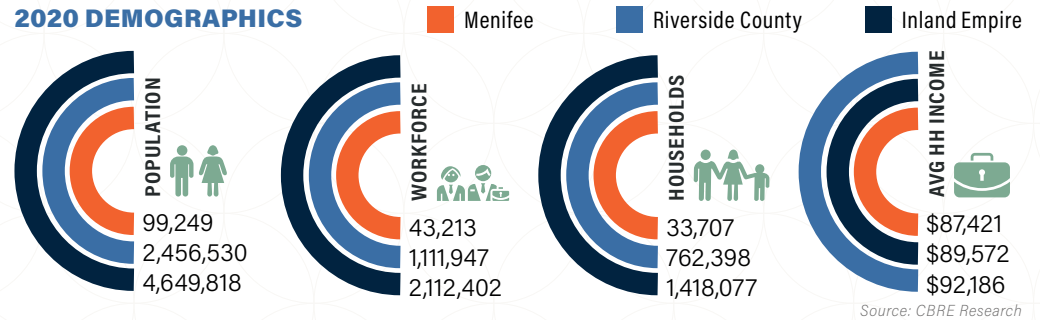 2020 DEMOGRAPHICS
Menifee
Riverside County
Inland Empire
POPULATION
99,249
2,456,530
4,649,818
WORKFORCE
43,213
1,111,947
2,112,402
HOUSEHOLDS
33,707
762,398
1,418,077
AVG HH INCOME
$87,421
$89,572
$92,186
Source: CBRE Research